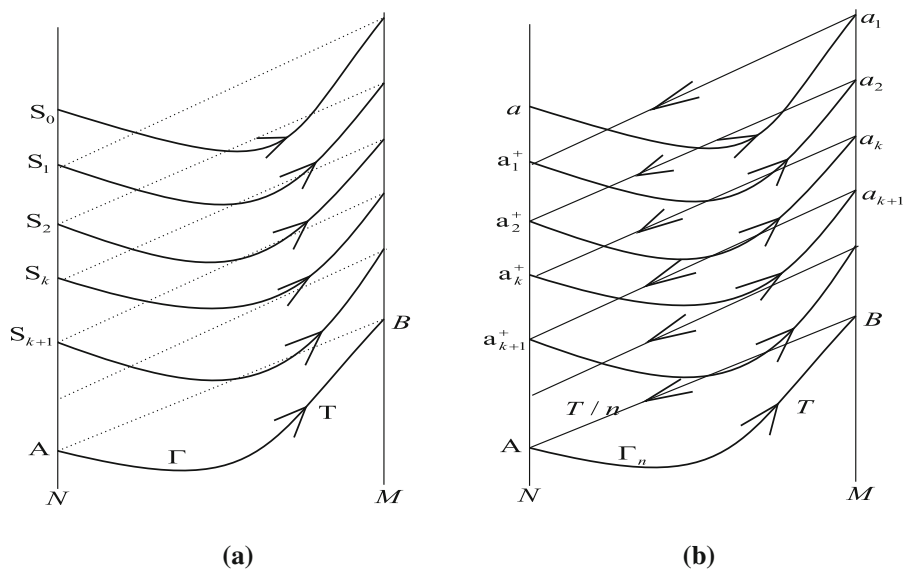 S₀
S₁
S₂
Sₖ
Sₖ₊₁
A
Γ
T
B
N
M
(a)
a
a₁⁺
a₂⁺
aₖ⁺
aₖ₊₁⁺
A
a₁
a₂
aₖ
aₖ₊₁
B
T / n
T
Γₙ
N
M
(b)